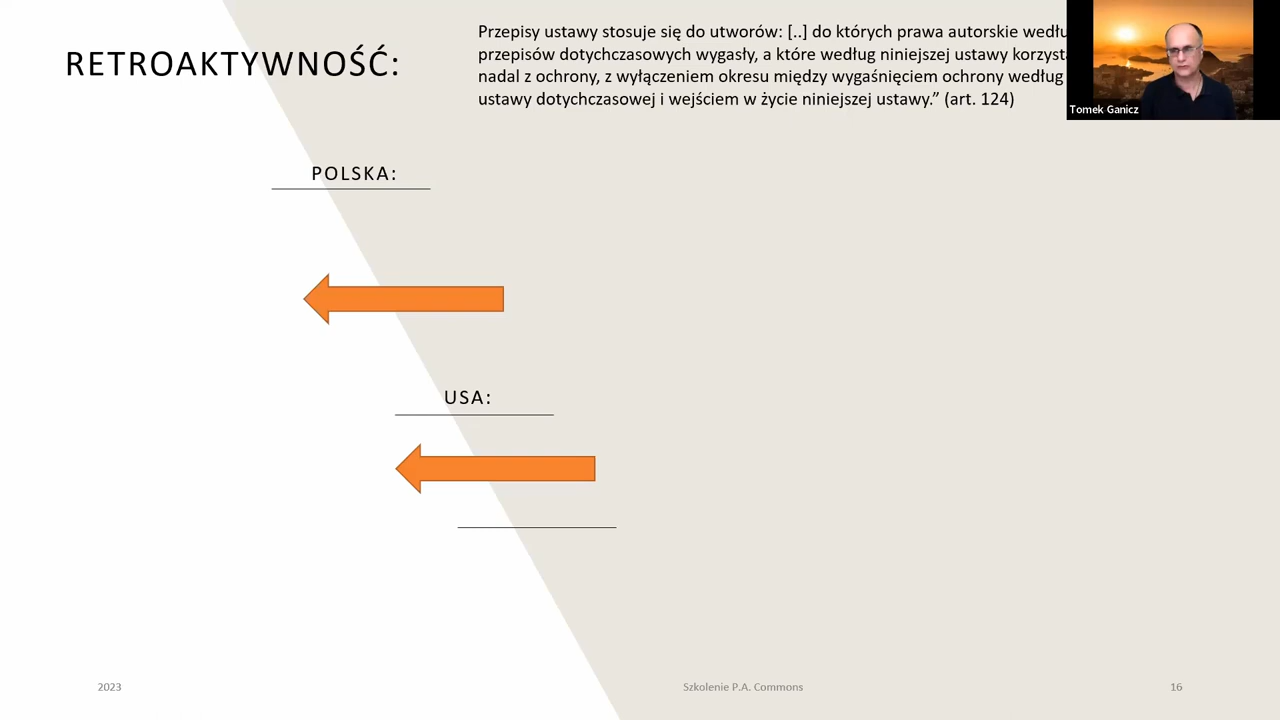 RETROAKTYWNOŚĆ:
Przepisy ustawy stosuje się do utworów: [..] do których prawa autorskie
przepisów dotychczasowych wygasły, a które według niniejszej ustawy
nadal z ochrony, z wyłączeniem okresu między wygaśnięciem ochrony według
ustawy dotychczasowej i wejściem w życie niniejszej ustawy.” (art. 124)
Tomek Ganicz
POLSKA:
USA:
2023
Szkolenie P.A. Commons
16